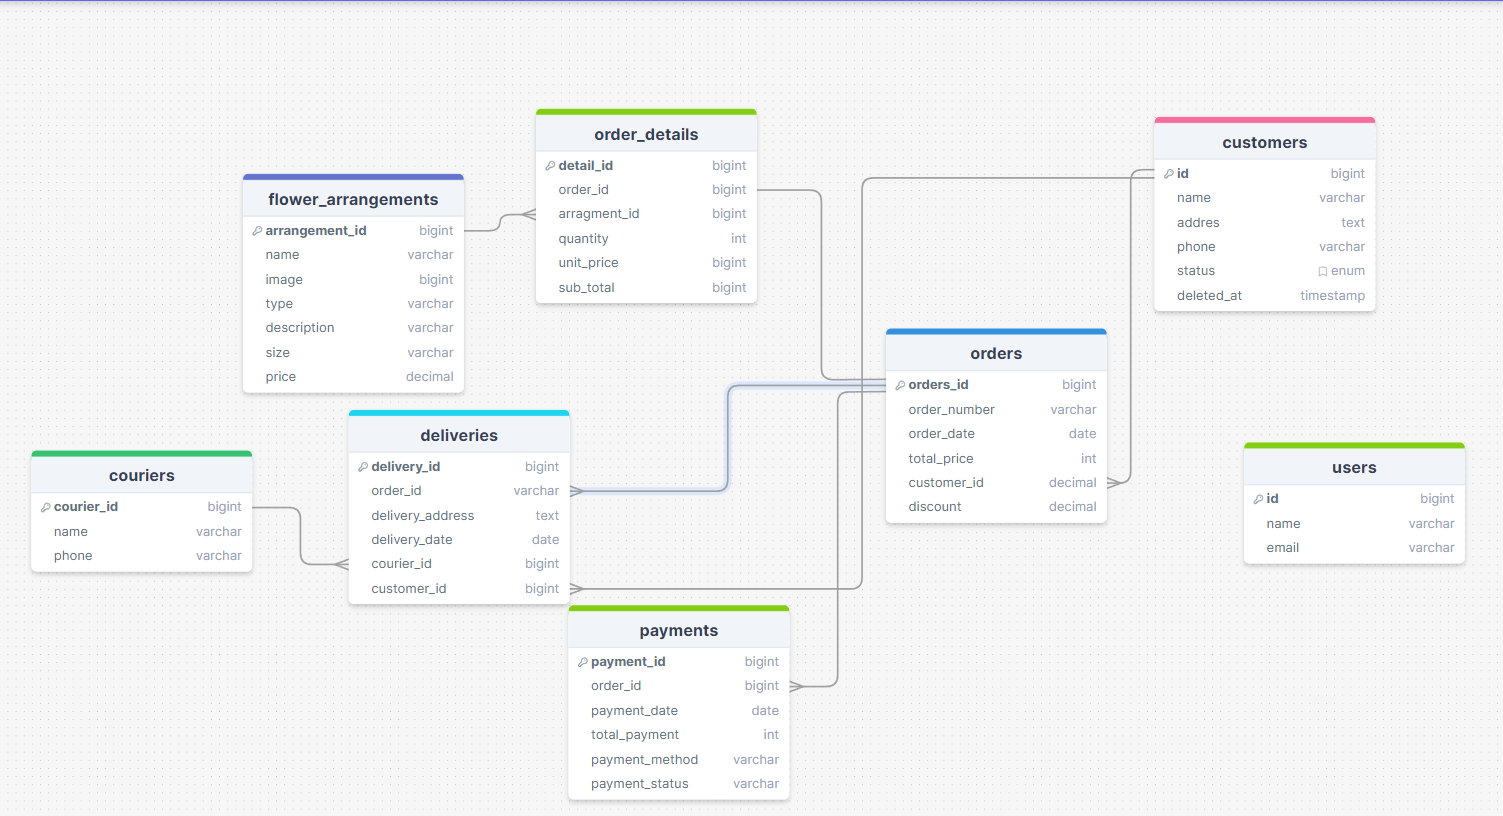 order_details
detail_id bigint
order_id bigint
arragment_id bigint
quantity int
unit_price bigint
sub_total bigint
customers
id bigint
name varchar
addres text
phone varchar
status enum
deleted_at timestamp
flower_arrangements
arrangement_id bigint
name varchar
image bigint
type varchar
description varchar
size varchar
price decimal
orders
orders_id bigint
order_number varchar
order_date date
total_price int
customer_id decimal
discount decimal
deliveries
delivery_id bigint
order_id varchar
delivery_address text
delivery_date date
courier_id bigint
customer_id bigint
couriers
courier_id bigint
name varchar
phone varchar
users
id bigint
name varchar
email varchar
payments
payment_id bigint
order_id bigint
payment_date date
total_payment int
payment_method varchar
payment_status varchar